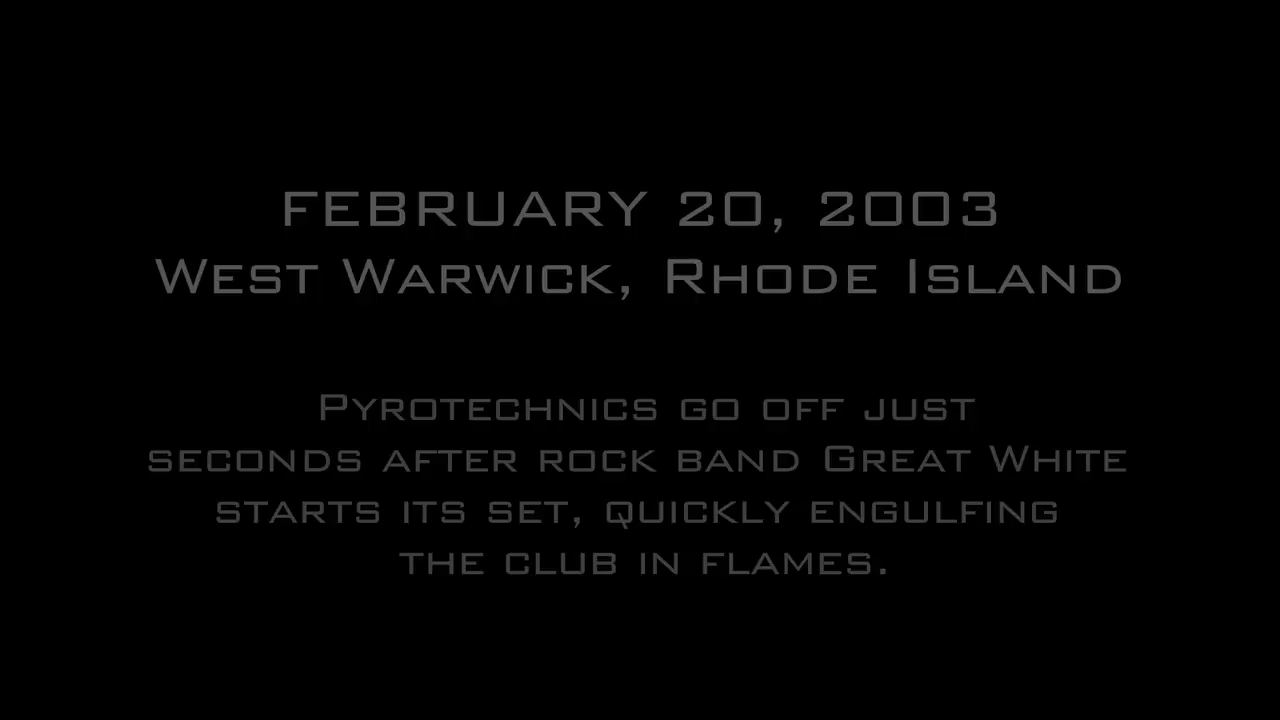 FEBRUARY 20, 2003
West Warwick, Rhode Island
Pyrotechnics go off just
seconds after rock band Great White
starts its set, quickly engulfing
the club in flames.